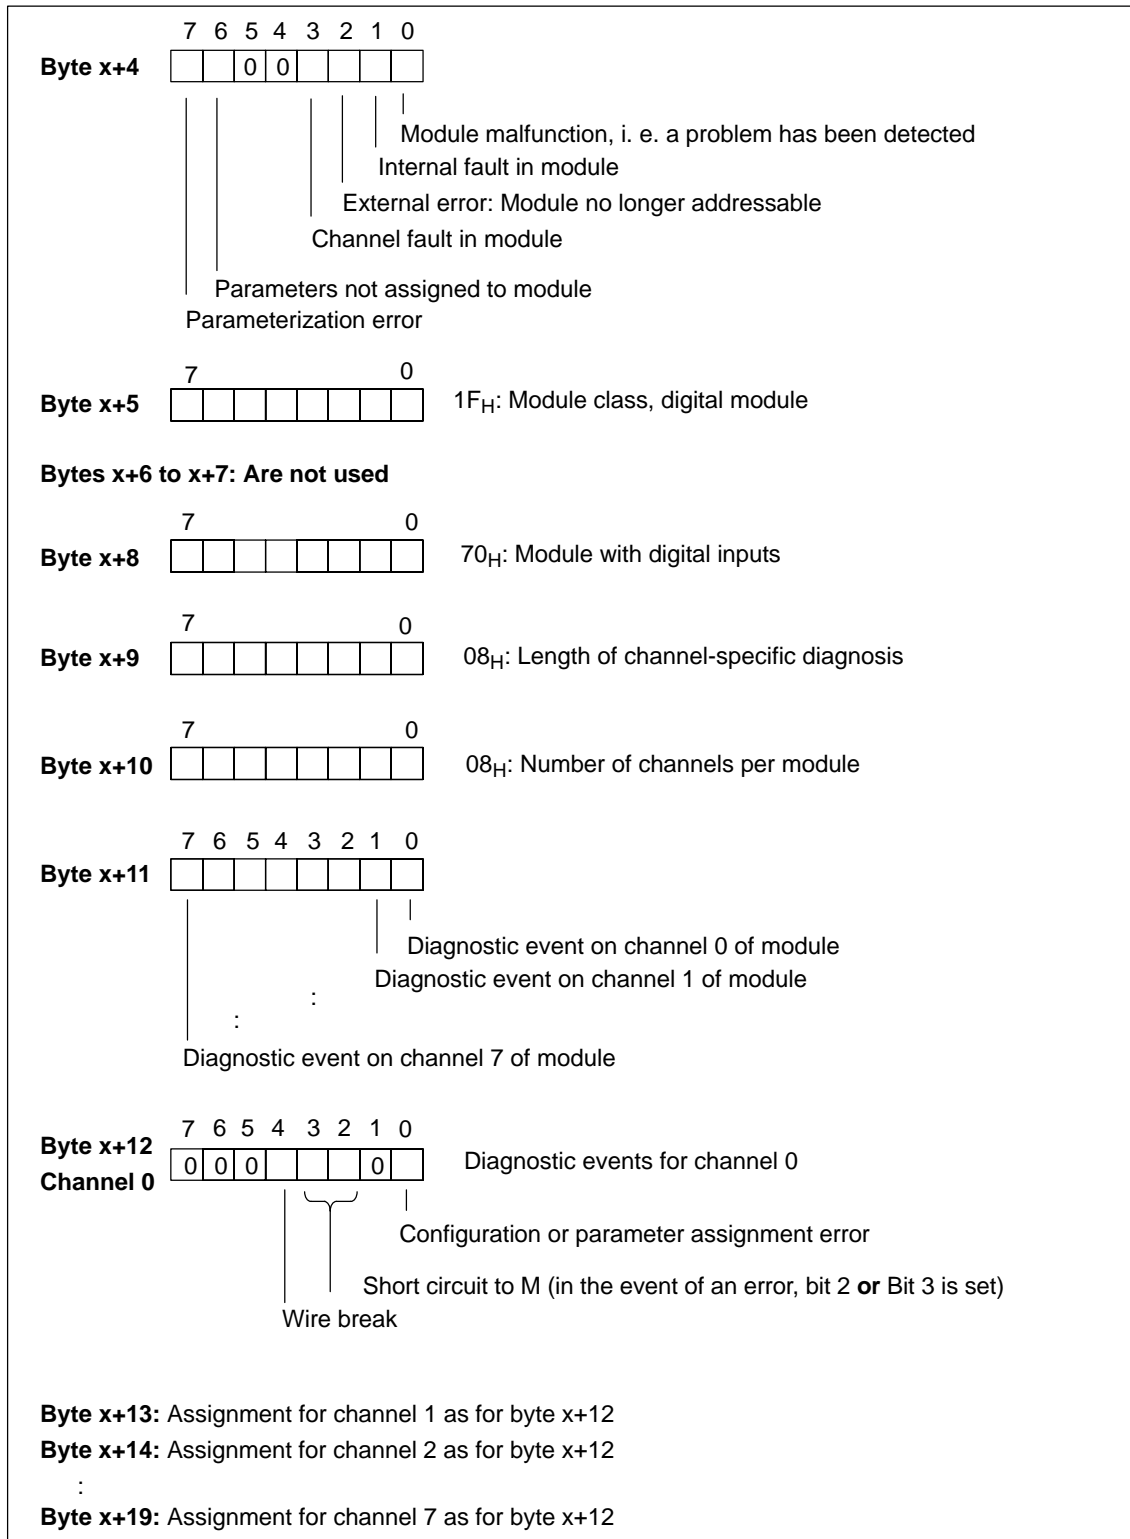 7 6 5 4 3 2 1 0
Byte x+4 0 0
Module malfunction, i. e. a problem has been detected
Internal fault in module
External error: Module no longer addressable
Channel fault in module
Parameters not assigned to module
Parameterization error
7 0
Byte x+5 1FH: Module class, digital module
Bytes x+6 to x+7: Are not used
7 0
Byte x+8 70H: Module with digital inputs
7 0
Byte x+9 08H: Length of channel-specific diagnosis
7 0
Byte x+10 08H: Number of channels per module
7 6 5 4 3 2 1 0
Byte x+11
Diagnostic event on channel 0 of module
Diagnostic event on channel 1 of module
:
:
Diagnostic event on channel 7 of module
7 6 5 4 3 2 1 0
Byte x+12
0 0 0 0 Diagnostic events for channel 0
Channel 0
Configuration or parameter assignment error
Short circuit to M (in the event of an error, bit 2 or Bit 3 is set)
Wire break
Byte x+13: Assignment for channel 1 as for byte x+12
Byte x+14: Assignment for channel 2 as for byte x+12
:
Byte x+19: Assignment for channel 7 as for byte x+12